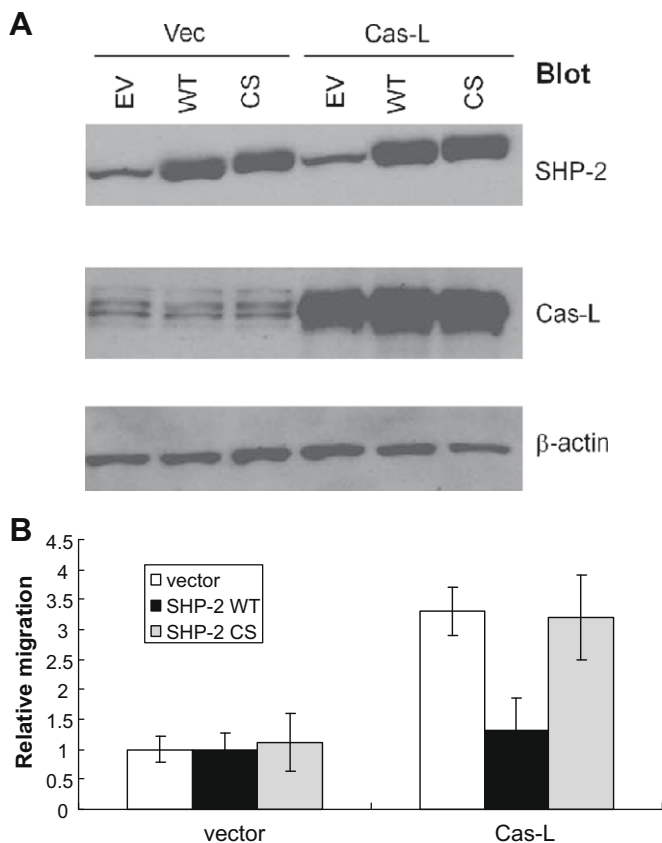 A
Vec
Cas-L
EV
WT
CS
EV
WT
CS
Blot
SHP-2
Cas-L
β-actin
B
4.5
4
3.5
3
2.5
2
1.5
1
0.5
0
Relative migration
vector
SHP-2 WT
SHP-2 CS
vector
Cas-L